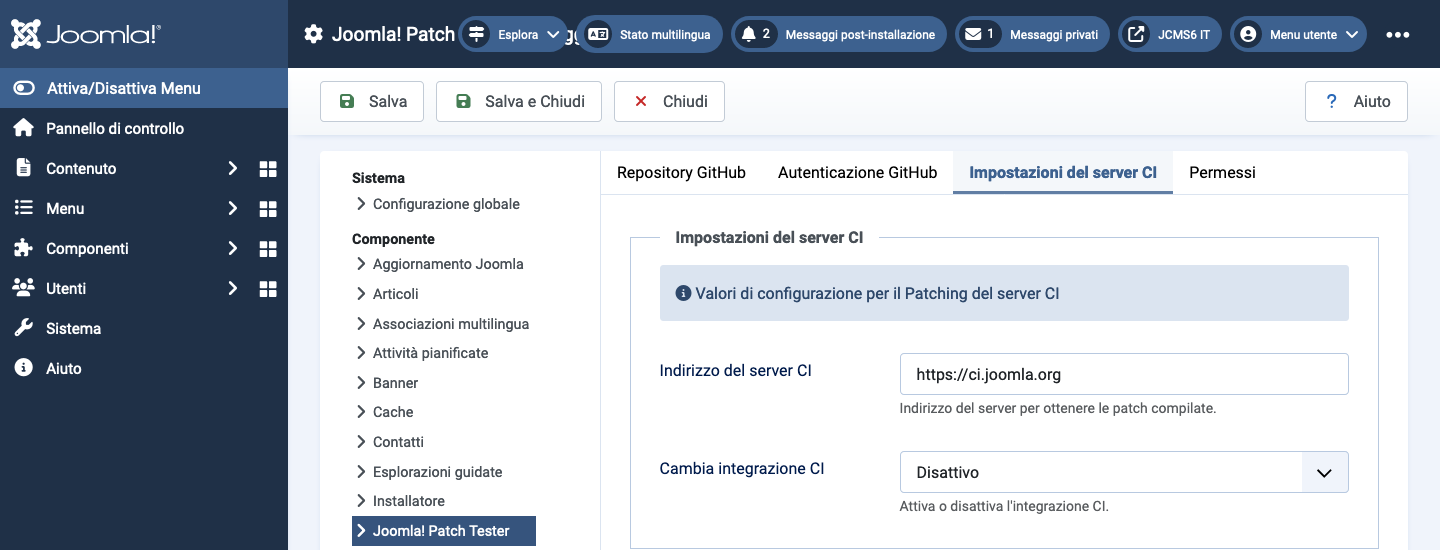 Joomla!®
Joomla! Patch
Esplora
Stato multilingua
2 Messaggi post-installazione
1 Messaggi privati
JCMS6 IT
Menu utente
Attiva/Disattiva Menu
Pannello di controllo
Contenuto
Menu
Componenti
Utenti
Sistema
Aiuto
Salva
Salva e Chiudi
Chiudi
? Aiuto
Sistema
Configurazione globale
Componente
Aggiornamento Joomla
Articoli
Associazioni multilingua
Attività pianificate
Banner
Cache
Contatti
Esplorazioni guidate
Installatore
Joomla! Patch Tester
Repository GitHub
Autenticazione GitHub
Impostazioni del server CI
Permessi
Impostazioni del server CI
Valori di configurazione per il Patching del server CI
Indirizzo del server CI
https://ci.joomla.org
Indirizzo del server per ottenere le patch compilate.
Cambia integrazione CI
Disattivo
Attiva o disattiva l'integrazione CI.